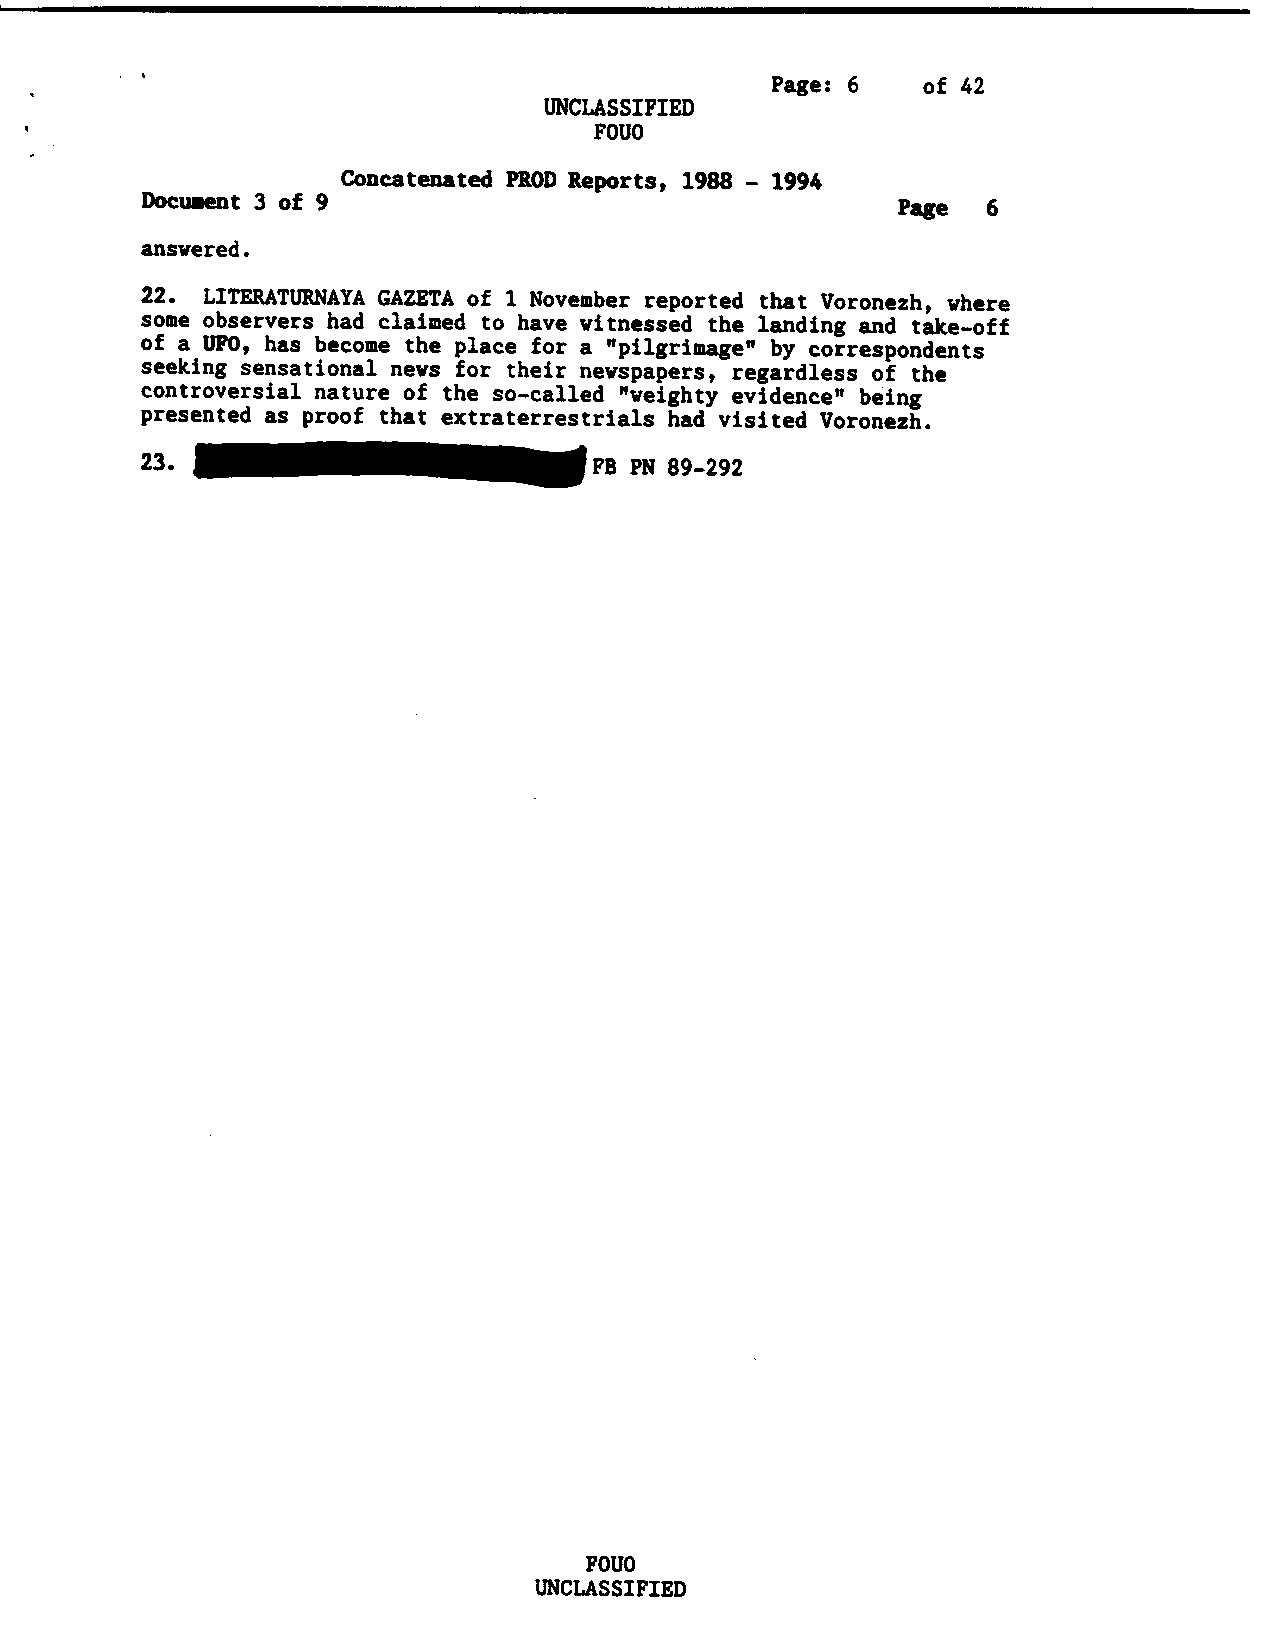 Page: 6 of 42
UNCLASSIFIED
FOUO
Concatenated PROD Reports, 1988 - 1994
Document 3 of 9 Page 6
answered.
22. LITERATURNAYA GAZETA of 1 November reported that Voronezh, where
some observers had claimed to have witnessed the landing and take-off
of a UFO, has become the place for a "pilgrimage" by correspondents
seeking sensational news for their newspapers, regardless of the
controversial nature of the so-called "weighty evidence" being
presented as proof that extraterrestrials had visited Voronezh.
23. FB PN 89-292
FOUO
UNCLASSIFIED